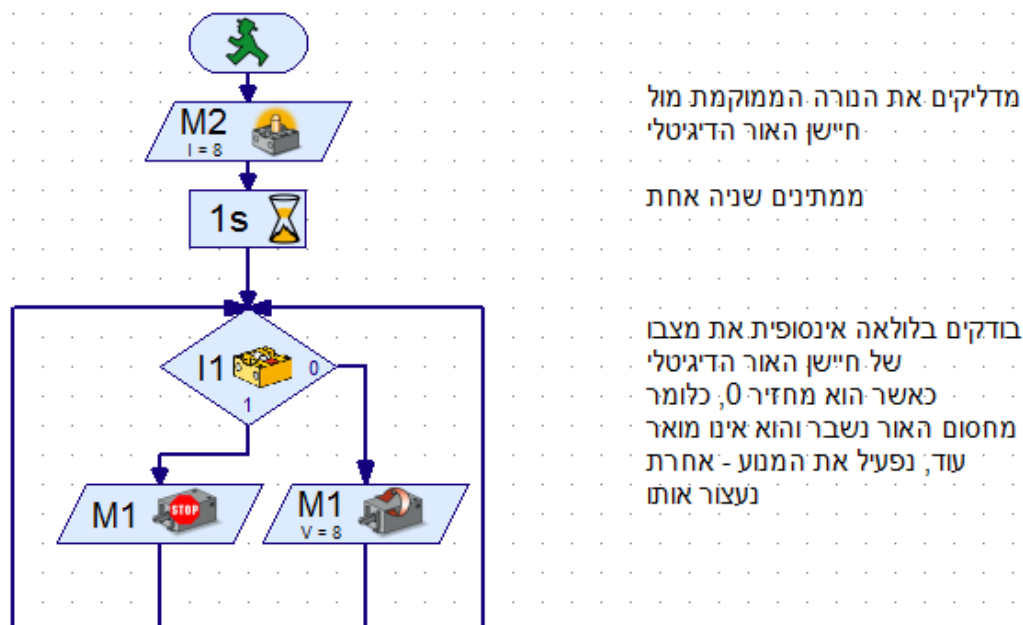 M2
I = 8
1s
I1
0
1
M1
STOP
M1
V = 8
מדליקים את הנורה הממוקמת מול
חיישן האור הדיגיטלי
ממתינים שניה אחת
בודקים בלולאה אינסופית את מצבו
של חיישן האור הדיגיטלי
כאשר הוא מחזיר 0, כלומר
מחסום האור נשבר והוא אינו מואר
עוד, נפעיל את המנוע - אחרת
נעצור אותו